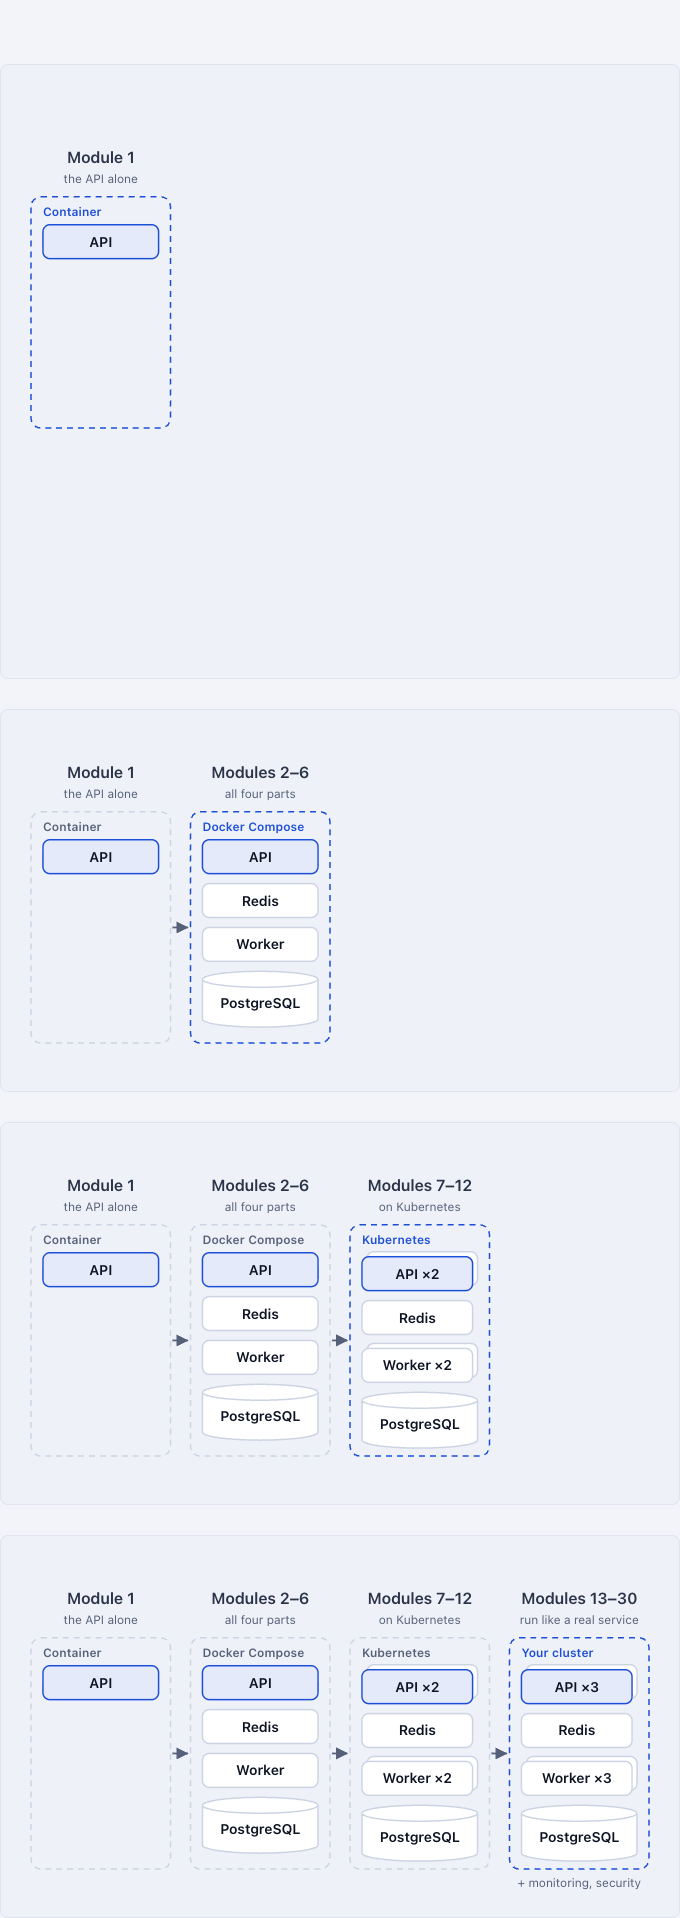 Module 1
the API alone
Container
API
Module 1 Modules 2–6
the API alone all four parts
Container Docker Compose
API API
Redis
Worker
PostgreSQL
Module 1 Modules 2–6 Modules 7–12
the API alone all four parts on Kubernetes
Container Docker Compose Kubernetes
API API API ×2
Redis Redis
Worker Worker ×2
PostgreSQL PostgreSQL
Module 1 Modules 2–6 Modules 7–12 Modules 13–30
the API alone all four parts on Kubernetes run like a real service
Container Docker Compose Kubernetes Your cluster
API API API ×2 API ×3
Redis Redis Redis
Worker Worker ×2 Worker ×3
PostgreSQL PostgreSQL PostgreSQL
+ monitoring, security